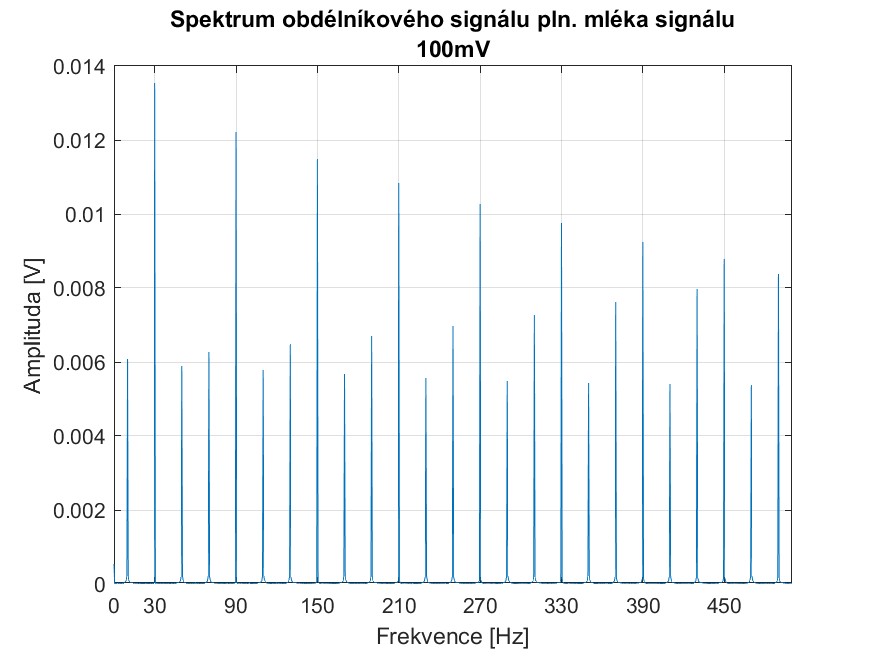 Spektrum obdélníkového signálu pln. mléka signálu
100mV
0.014
0.012
0.01
0.008
0.006
0.004
0.002
0
Amplituda [V]
0 30 90 150 210 270 330 390 450
Frekvence [Hz]